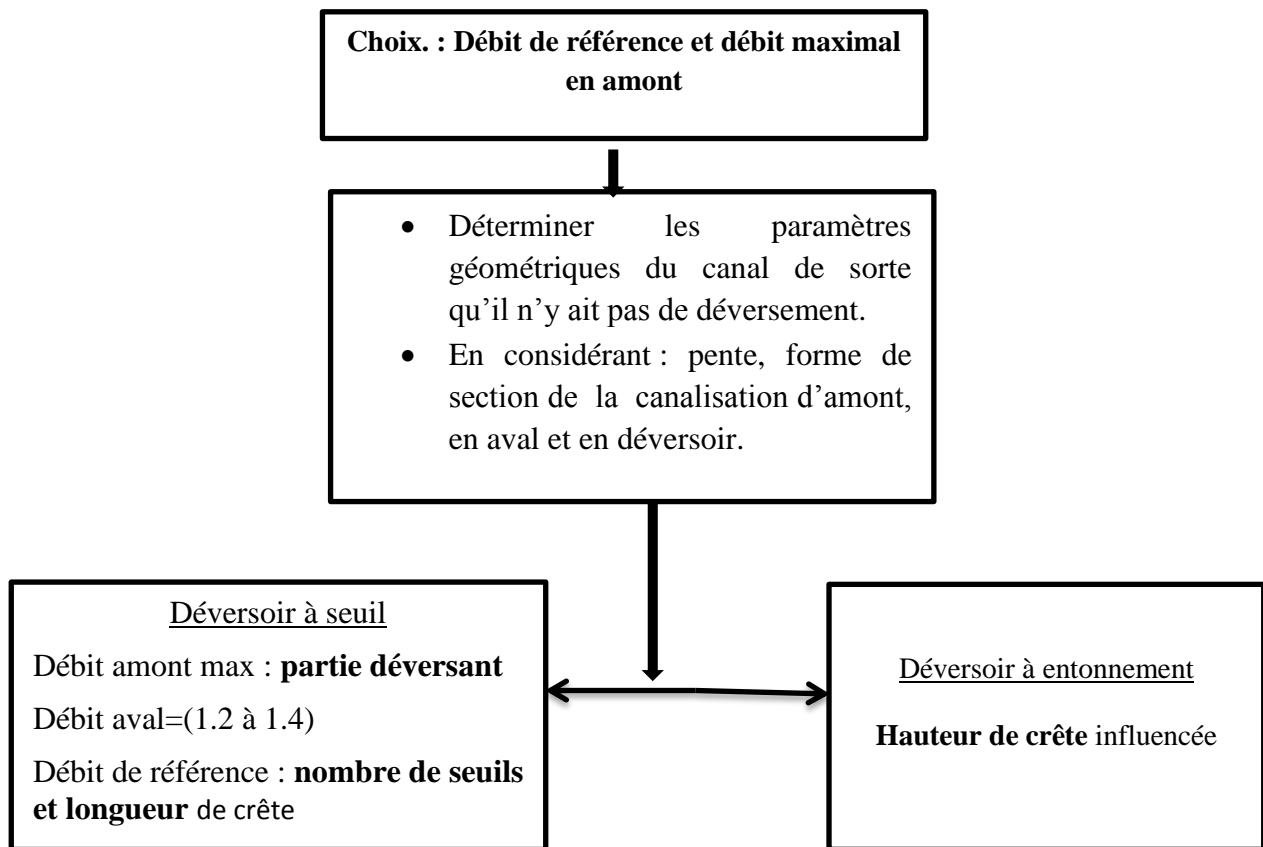 Choix. : Débit de référence et débit maximal
en amont
• Déterminer les paramètres
géométriques du canal de sorte
qu’il n’y ait pas de déversement.
• En considérant : pente, forme de
section de la canalisation d’amont,
en aval et en déversoir.
Déversoir à seuil
Débit amont max : partie déversant
Débit aval=(1.2 à 1.4)
Débit de référence : nombre de seuils
et longueur de crête
Déversoir à entonnement
Hauteur de crête influencée